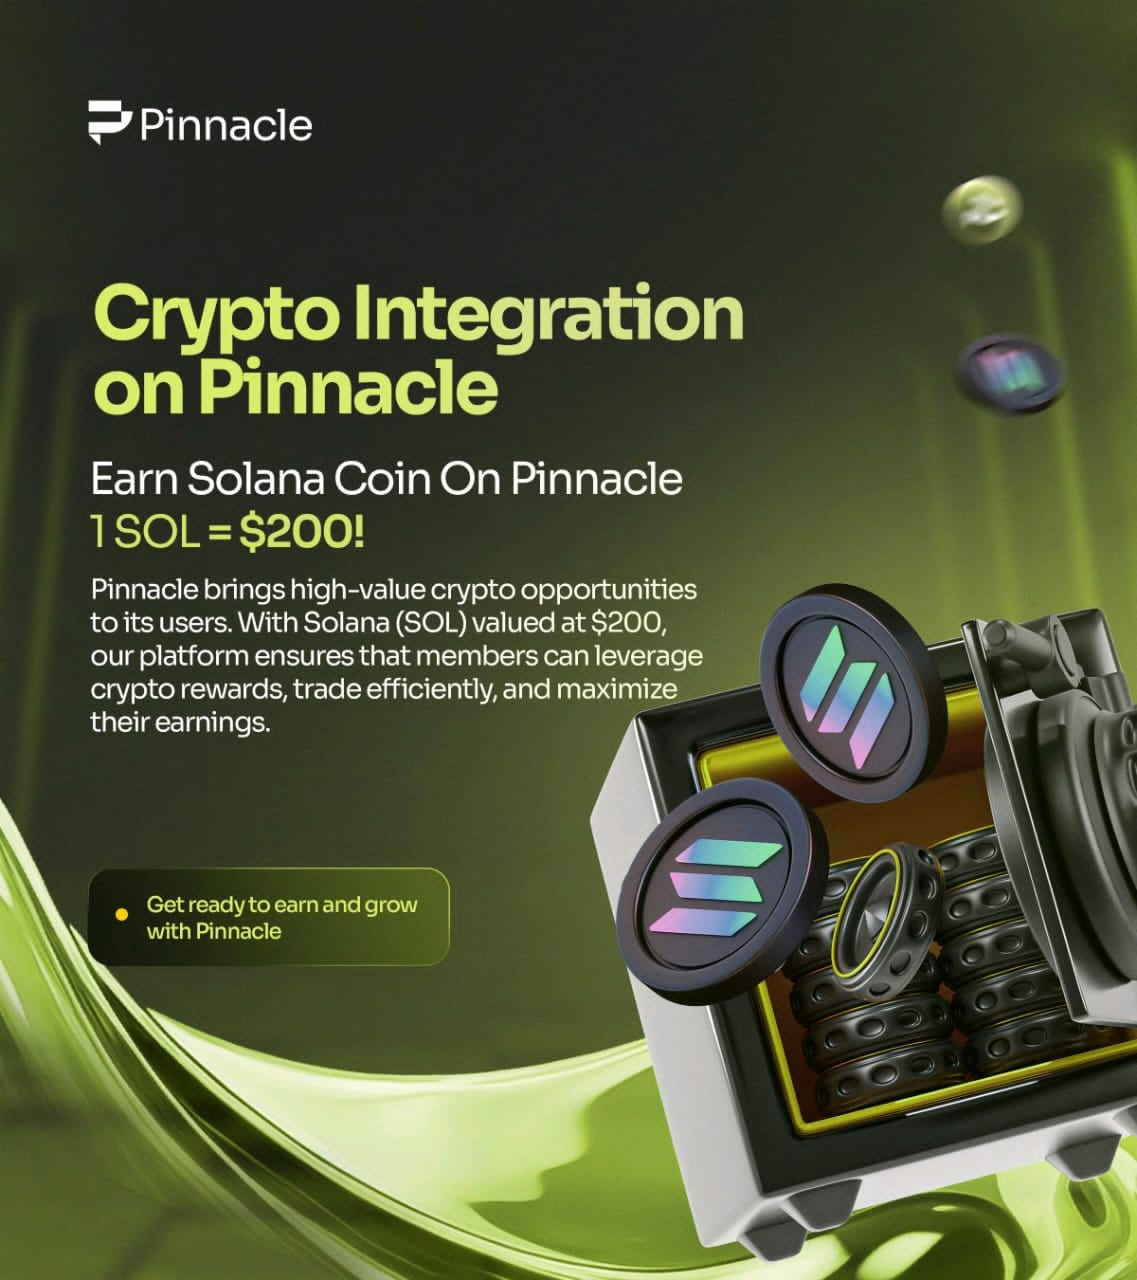 Pinnacle
Crypto Integration
on Pinnacle
Earn Solana Coin On Pinnacle
1 SOL = $200!
Pinnacle brings high-value crypto opportunities
to its users. With Solana (SOL) valued at $200,
our platform ensures that members can leverage
crypto rewards, trade efficiently, and maximize
their earnings.
Get ready to earn and grow
with Pinnacle